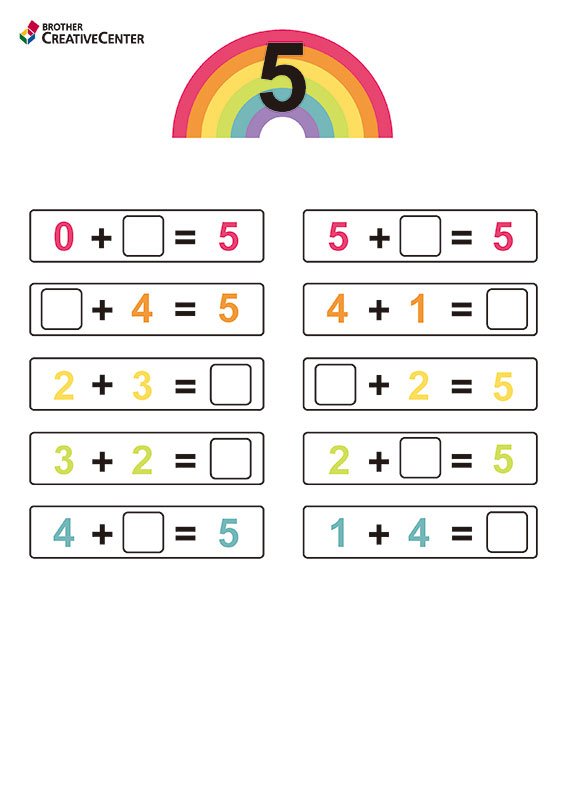 BROTHER
CREATIVECENTER
5
0 + □ = 5
5 + □ = 5
□ + 4 = 5
4 + 1 = □
2 + 3 = □
□ + 2 = 5
3 + 2 = □
2 + □ = 5
4 + □ = 5
1 + 4 = □